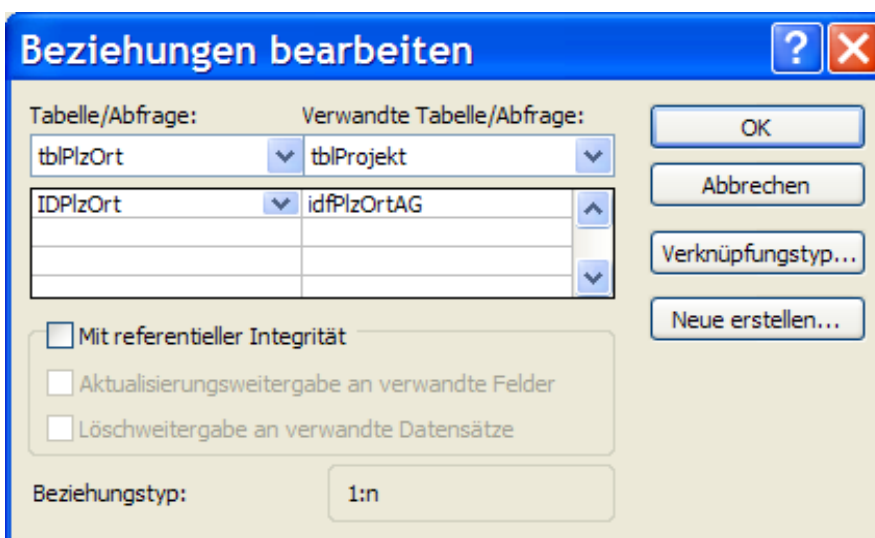 Beziehungen bearbeiten
Tabelle/Abfrage: Verwandte Tabelle/Abfrage:
tblPlzOrt tblProjekt
IDPlzOrt idfPlzOrtAG
Mit referentieller Integrität
Aktualisierungsweitergabe an verwandte Felder
Löschweitergabe an verwandte Datensätze
Beziehungstyp: 1:n
OK
Abbrechen
Verknüpfungstyp...
Neue erstellen...